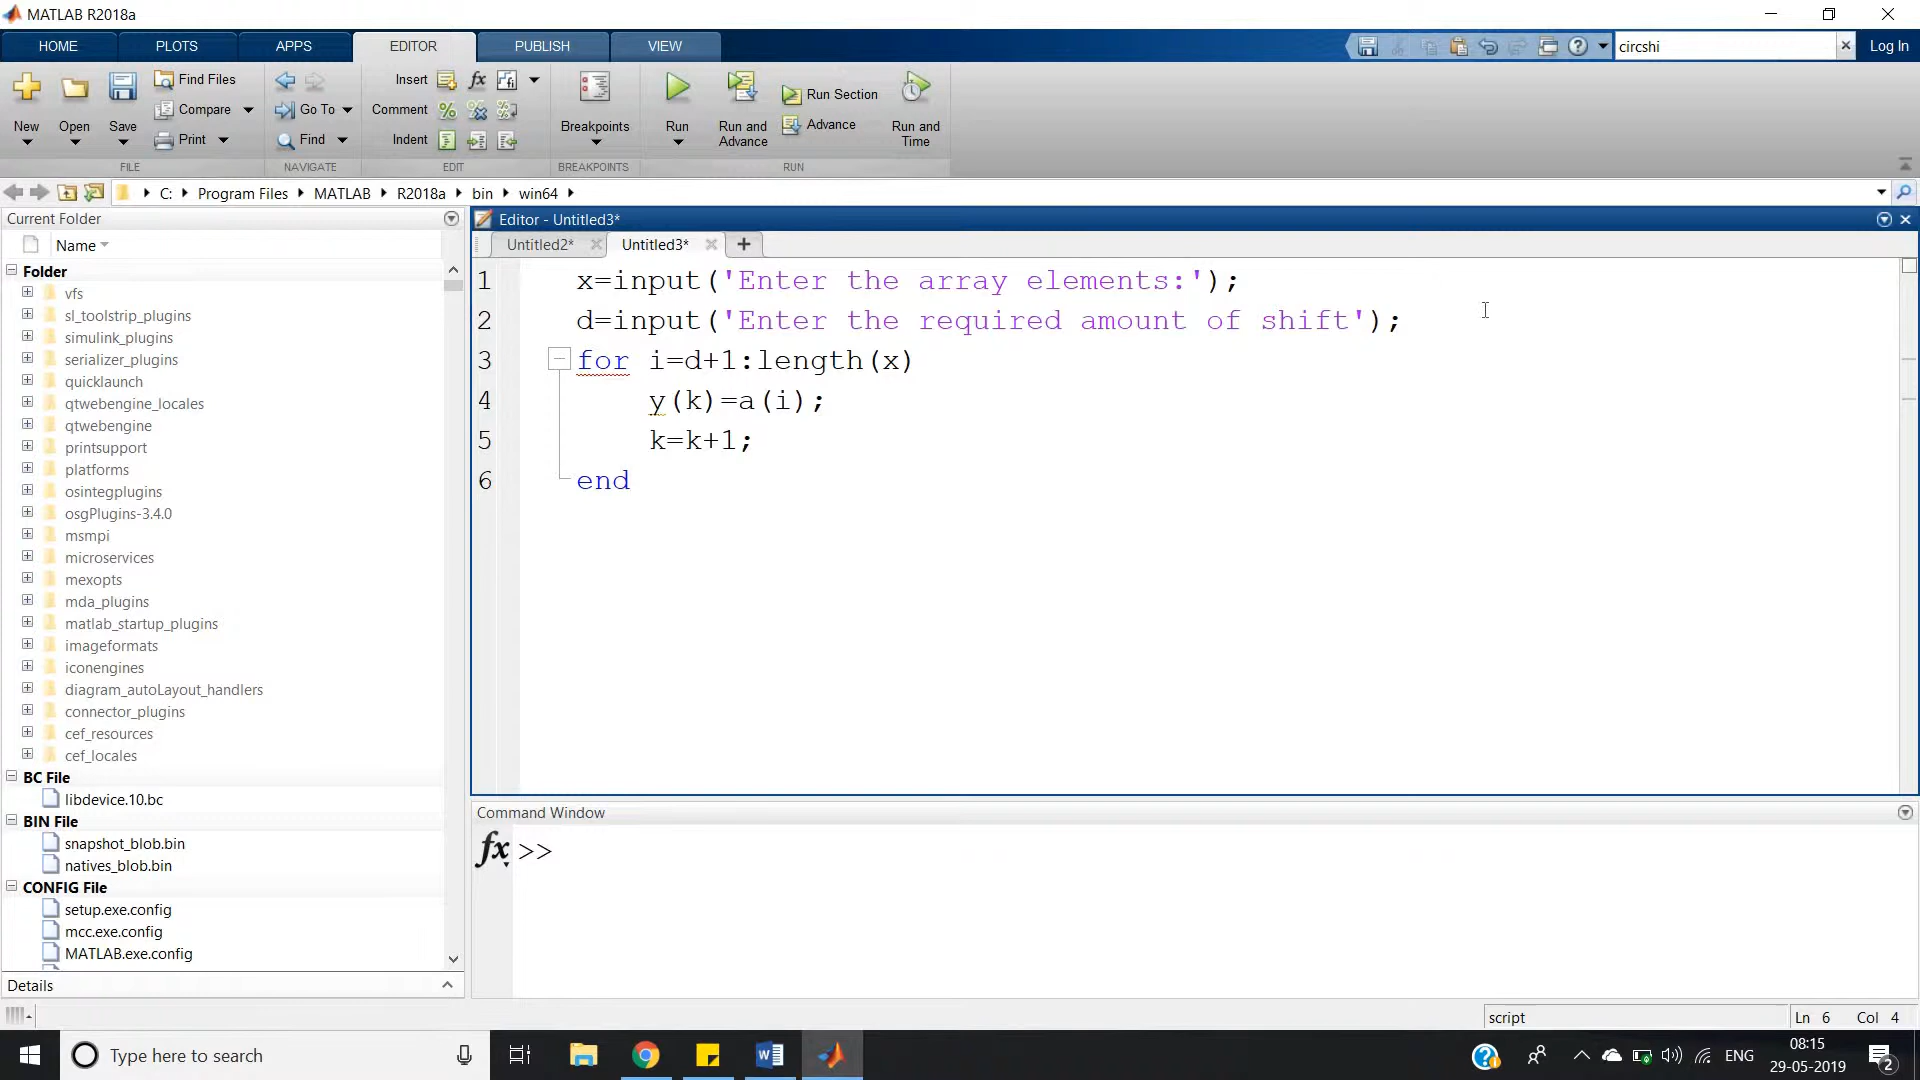 MATLAB R2018a
HOME PLOTS APPS EDITOR PUBLISH VIEW circshi Log In
New Open Save Find Files Compare Print
FILE
Go To Find
NAVIGATE
Insert fx Comment Indent
EDIT
Breakpoints
BREAKPOINTS
Run Run and Advance Run Section Advance Run and Time
RUN
C: Program Files MATLAB R2018a bin win64
Current Folder
Name
Folder
vfs
sl_toolstrip_plugins
simulink_plugins
serializer_plugins
quicklaunch
qtwebengine_locales
qtwebengine
printsupport
platforms
osintegplugins
osgPlugins-3.4.0
msmpi
microservices
mexopts
mda_plugins
matlab_startup_plugins
imageformats
iconengines
diagram_autoLayout_handlers
connector_plugins
cef_resources
cef_locales
BC File
libdevice.10.bc
BIN File
snapshot_blob.bin
natives_blob.bin
CONFIG File
setup.exe.config
mcc.exe.config
MATLAB.exe.config
Details
Editor - Untitled3*
Untitled2* Untitled3*
1 x=input('Enter the array elements:');
2 d=input('Enter the required amount of shift');
3 for i=d+1:length(x)
4 y(k)=a(i);
5 k=k+1;
6 end
Command Window
fx >>
script Ln 6 Col 4
Type here to search
ENG
08:15
29-05-2019
2